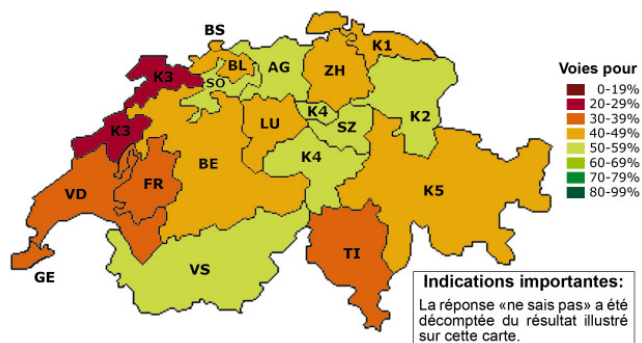 BS
K1
K3
BL
AG
ZH
SO
K4
K2
K3
LU
SZ
BE
K4
VD
FR
K5
VS
TI
GE
Voies pour
0-19%
20-29%
30-39%
40-49%
50-59%
60-69%
70-79%
80-99%
Indications importantes:
La réponse «ne sais pas» a été
décomptée du résultat illustré
sur cette carte.